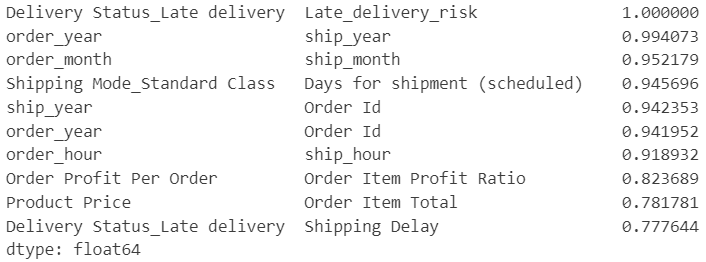 Delivery Status_Late delivery  Late_delivery_risk               1.000000
order_year                     ship_year                        0.994073
order_month                    ship_month                       0.952179
Shipping Mode_Standard Class   Days for shipment (scheduled)    0.945696
ship_year                      Order Id                         0.942353
order_year                     Order Id                         0.941952
order_hour                     ship_hour                        0.918932
Order Profit Per Order         Order Item Profit Ratio          0.823689
Product Price                  Order Item Total                 0.781781
Delivery Status_Late delivery  Shipping Delay                   0.777644
dtype: float64